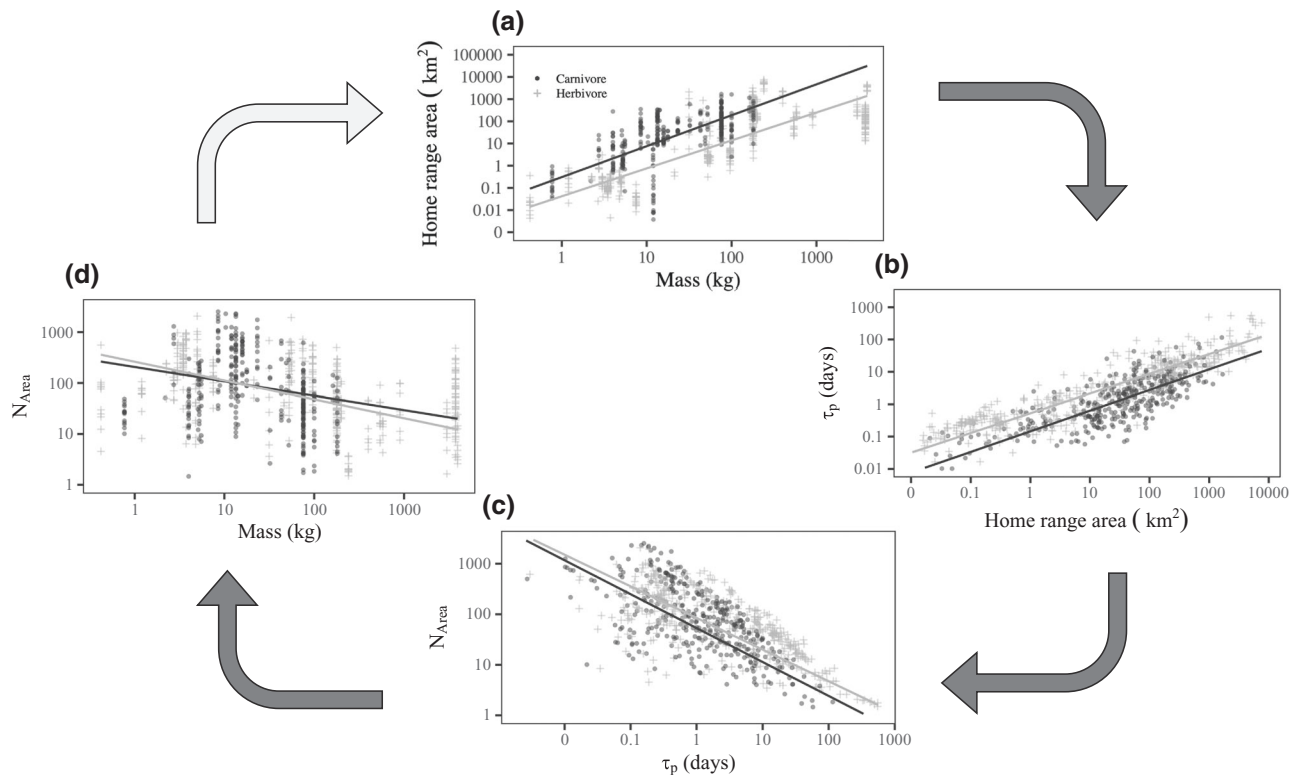 (a)
Home range area ( km²)
100000
10000
1000
100
10
1
0.1
0.01
0
Carnivore
Herbivore
1 10 100 1000
Mass (kg)
(b)
τp (days)
1000
100
10
1
0.1
0.01
0 0.1 1 10 100 1000 10000
Home range area ( km²)
(d)
NArea
1000
100
10
1
1 10 100 1000
Mass (kg)
(c)
NArea
1000
100
10
1
0 0.1 1 10 100 1000
τp (days)